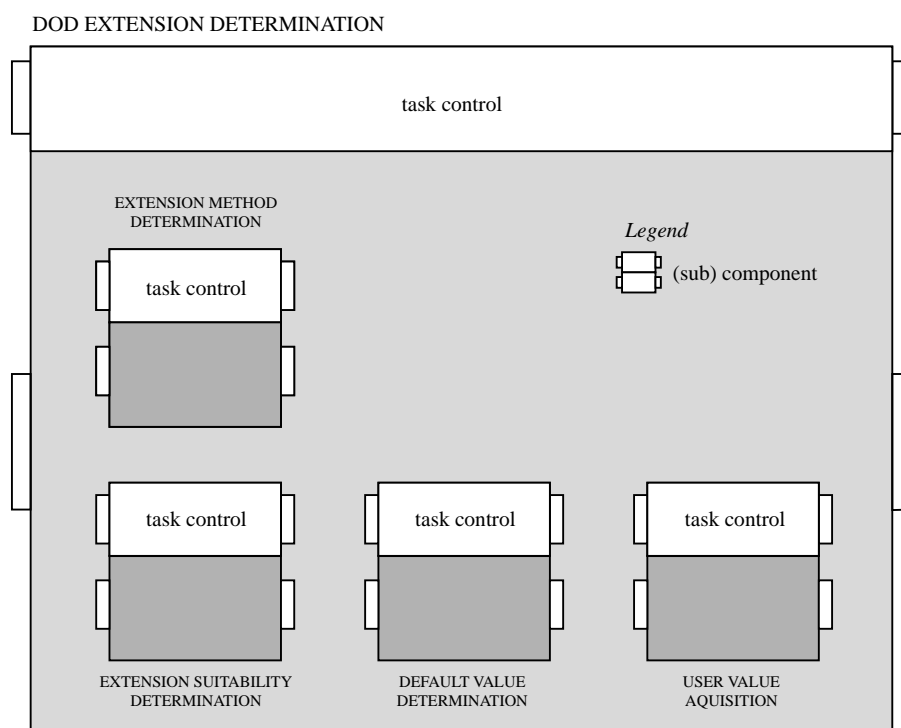 DOD EXTENSION DETERMINATION
task control
EXTENSION METHOD
DETERMINATION
task control
Legend
(sub) component
task control
task control
task control
EXTENSION SUITABILITY
DETERMINATION
DEFAULT VALUE
DETERMINATION
USER VALUE
AQUISITION